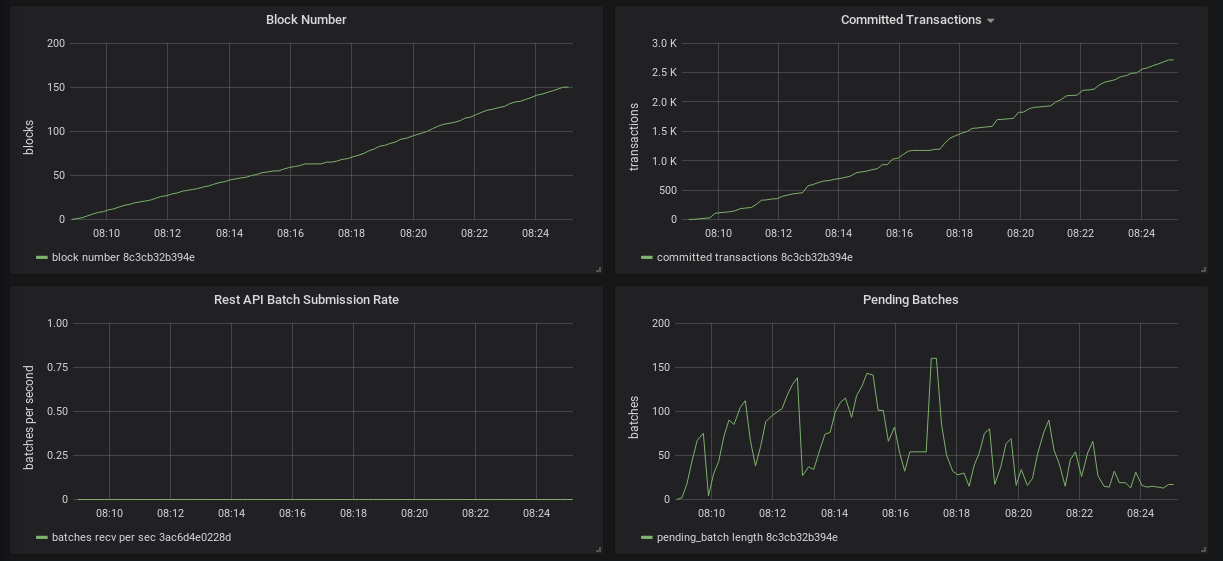 Block Number
200
150
100
50
0
blocks
08:10 08:12 08:14 08:16 08:18 08:20 08:22 08:24
block number 8c3cb32b394e
Committed Transactions
3.0 K
2.5 K
2.0 K
1.5 K
1.0 K
500
0
transactions
08:10 08:12 08:14 08:16 08:18 08:20 08:22 08:24
committed transactions 8c3cb32b394e
Rest API Batch Submission Rate
1.00
0.75
0.50
0.25
0
batches per second
08:10 08:12 08:14 08:16 08:18 08:20 08:22 08:24
batches recv per sec 3ac6d4e0228d
Pending Batches
200
150
100
50
0
batches
08:10 08:12 08:14 08:16 08:18 08:20 08:22 08:24
pending_batch length 8c3cb32b394e